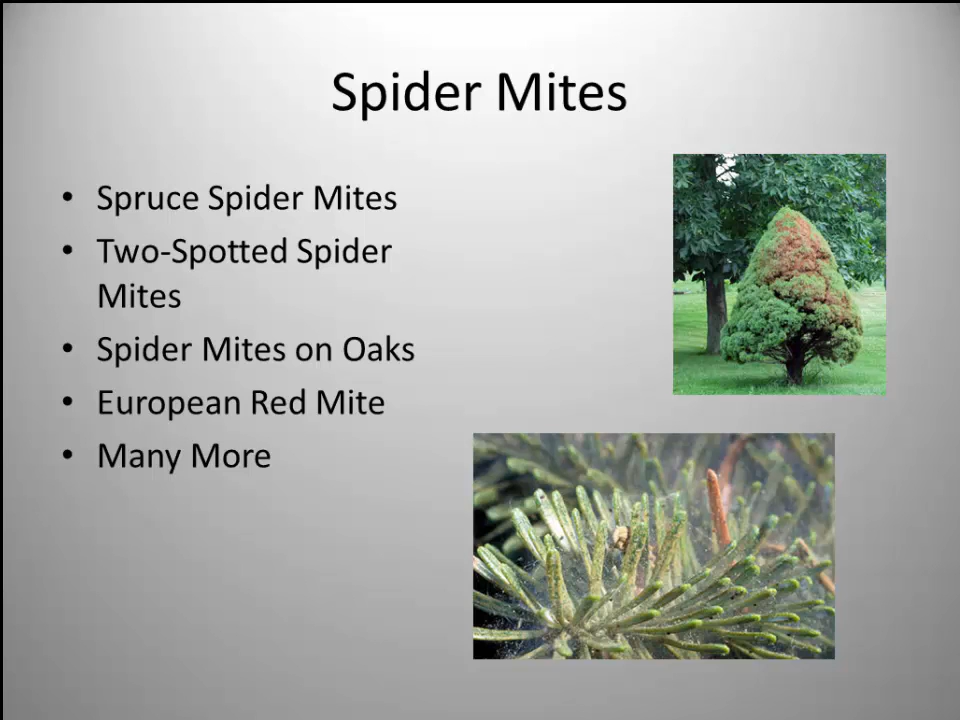 Spider Mites
• Spruce Spider Mites
• Two-Spotted Spider
Mites
• Spider Mites on Oaks
• European Red Mite
• Many More